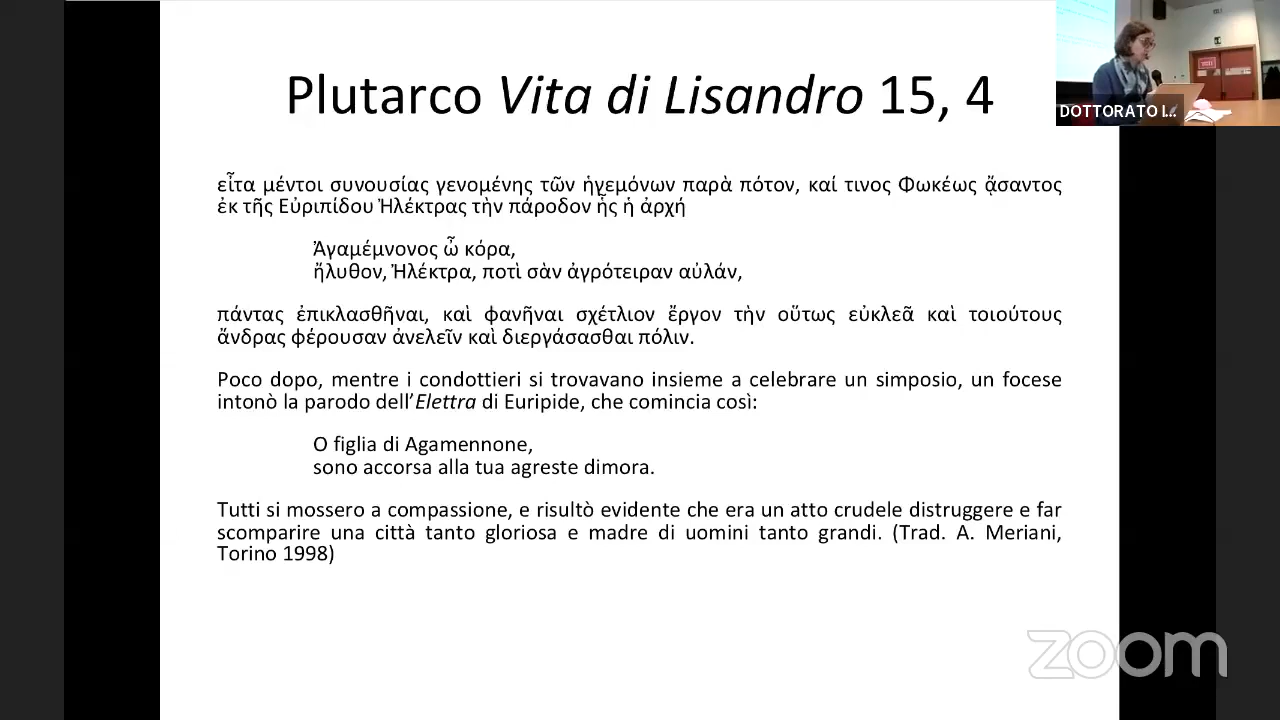 Plutarco Vita di Lisandro 15, 4
DOTTORATO I...
εἶτα μέντοι συνουσίας γενομένης τῶν ἡγεμόνων παρὰ πότον, καί τινος Φωκέως ᾄσαντος
ἐκ τῆς Εὐριπίδου Ἠλέκτρας τὴν πάροδον ἧς ἡ ἀρχή
Ἀγαμέμνονος ὦ κόρα,
ἤλυθον, Ἠλέκτρα, ποτὶ σὰν ἀγρότειραν αὐλάν,
πάντας ἐπικλασθῆναι, καὶ φανῆναι σχέτλιον ἔργον τὴν οὕτως εὐκλεᾶ καὶ τοιούτους
ἄνδρας φέρουσαν ἀνελεῖν καὶ διεργάσασθαι πόλιν.
Poco dopo, mentre i condottieri si trovavano insieme a celebrare un simposio, un focese
intonò la parodo dell’Elettra di Euripide, che comincia così:
O figlia di Agamennone,
sono accorsa alla tua agreste dimora.
Tutti si mossero a compassione, e risultò evidente che era un atto crudele distruggere e far
scomparire una città tanto gloriosa e madre di uomini tanto grandi. (Trad. A. Meriani,
Torino 1998)
zoom